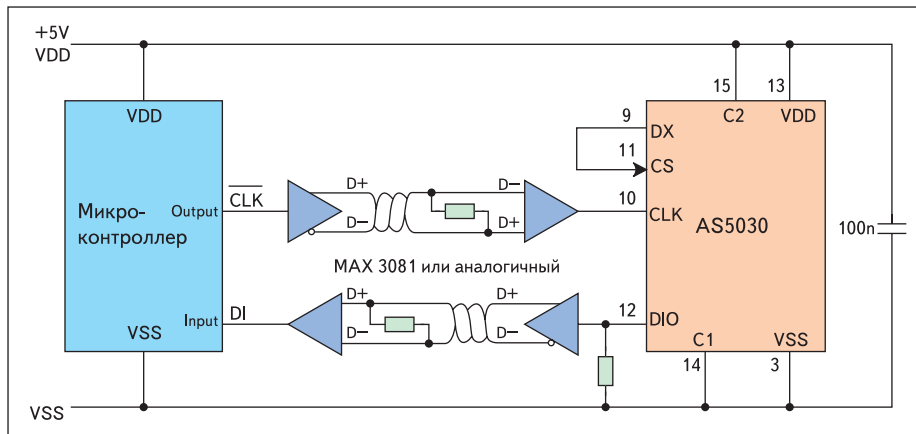 +5V
VDD
VDD
Микро-
контроллер
Output
CLK
Input
DI
VSS
VSS
D+
D−
D−
D+
MAX 3081 или аналогичный
D+
D−
D+
D−
9
DX
11
CS
10
CLK
12
DIO
AS5030
15
C2
13
VDD
C1
14
VSS
3
100n